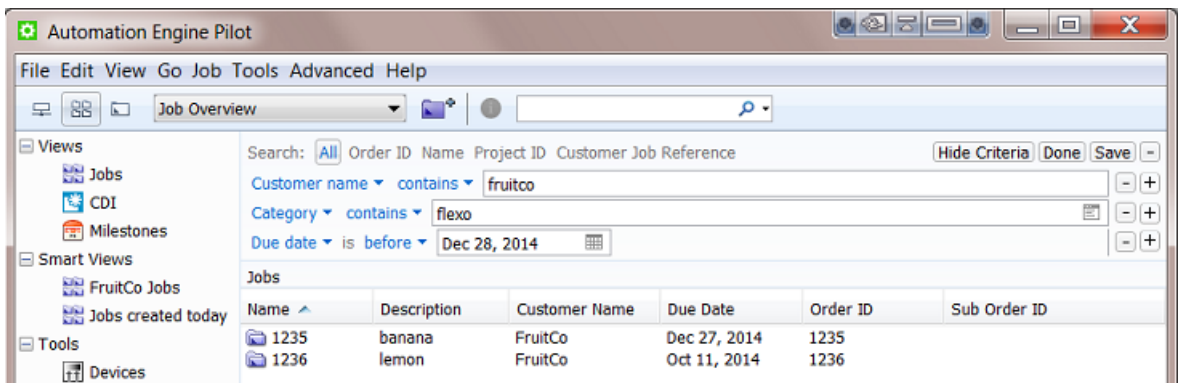 Automation Engine Pilot
File Edit View Go Job Tools Advanced Help
Job Overview
Views
Jobs
CDI
Milestones
Smart Views
FruitCo Jobs
Jobs created today
Tools
Devices
Search: All Order ID Name Project ID Customer Job Reference Hide Criteria Done Save -
Customer name contains fruitco - +
Category contains flexo - +
Due date is before Dec 28, 2014 - +
Jobs
Name Description Customer Name Due Date Order ID Sub Order ID
1235 banana FruitCo Dec 27, 2014 1235
1236 lemon FruitCo Oct 11, 2014 1236